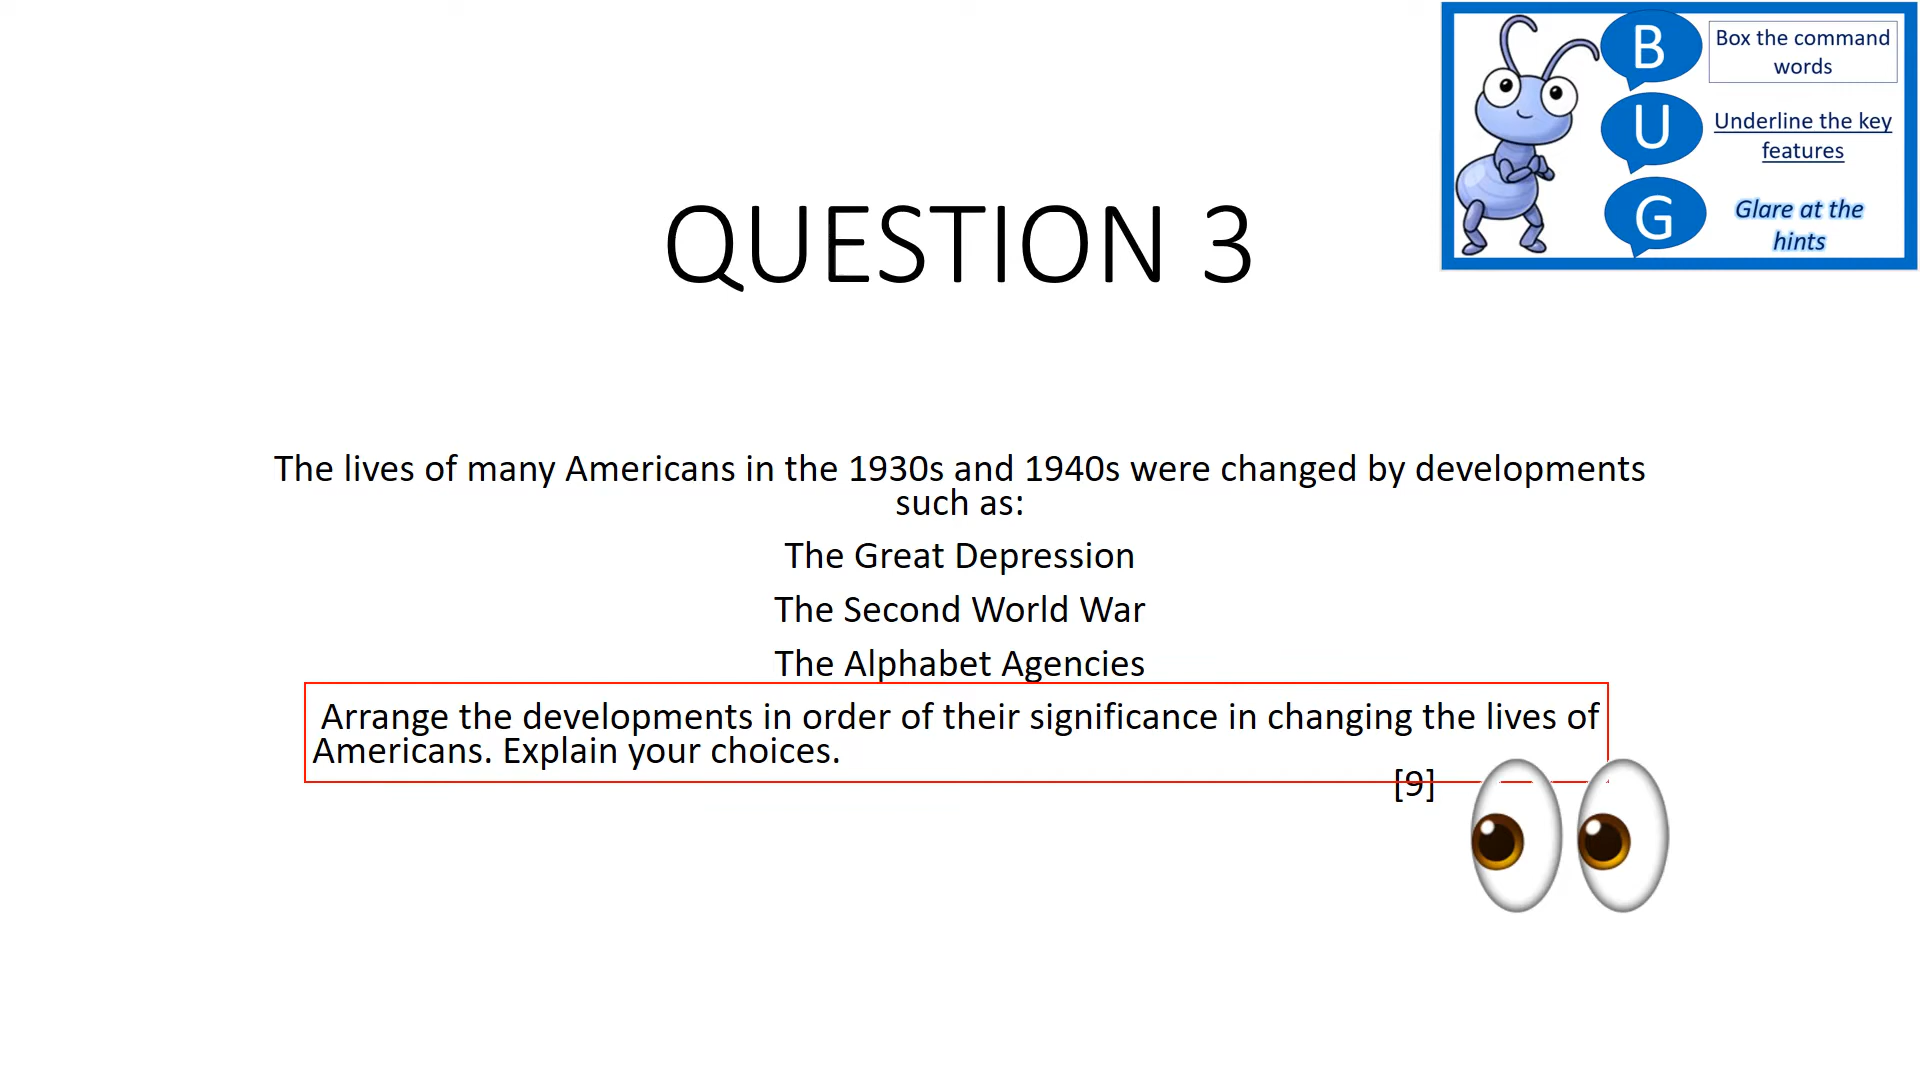 B
Box the command
words
U
Underline the key
features
G
Glare at the
hints
QUESTION 3
The lives of many Americans in the 1930s and 1940s were changed by developments
such as:
The Great Depression
The Second World War
The Alphabet Agencies
Arrange the developments in order of their significance in changing the lives of
Americans. Explain your choices.
[9]